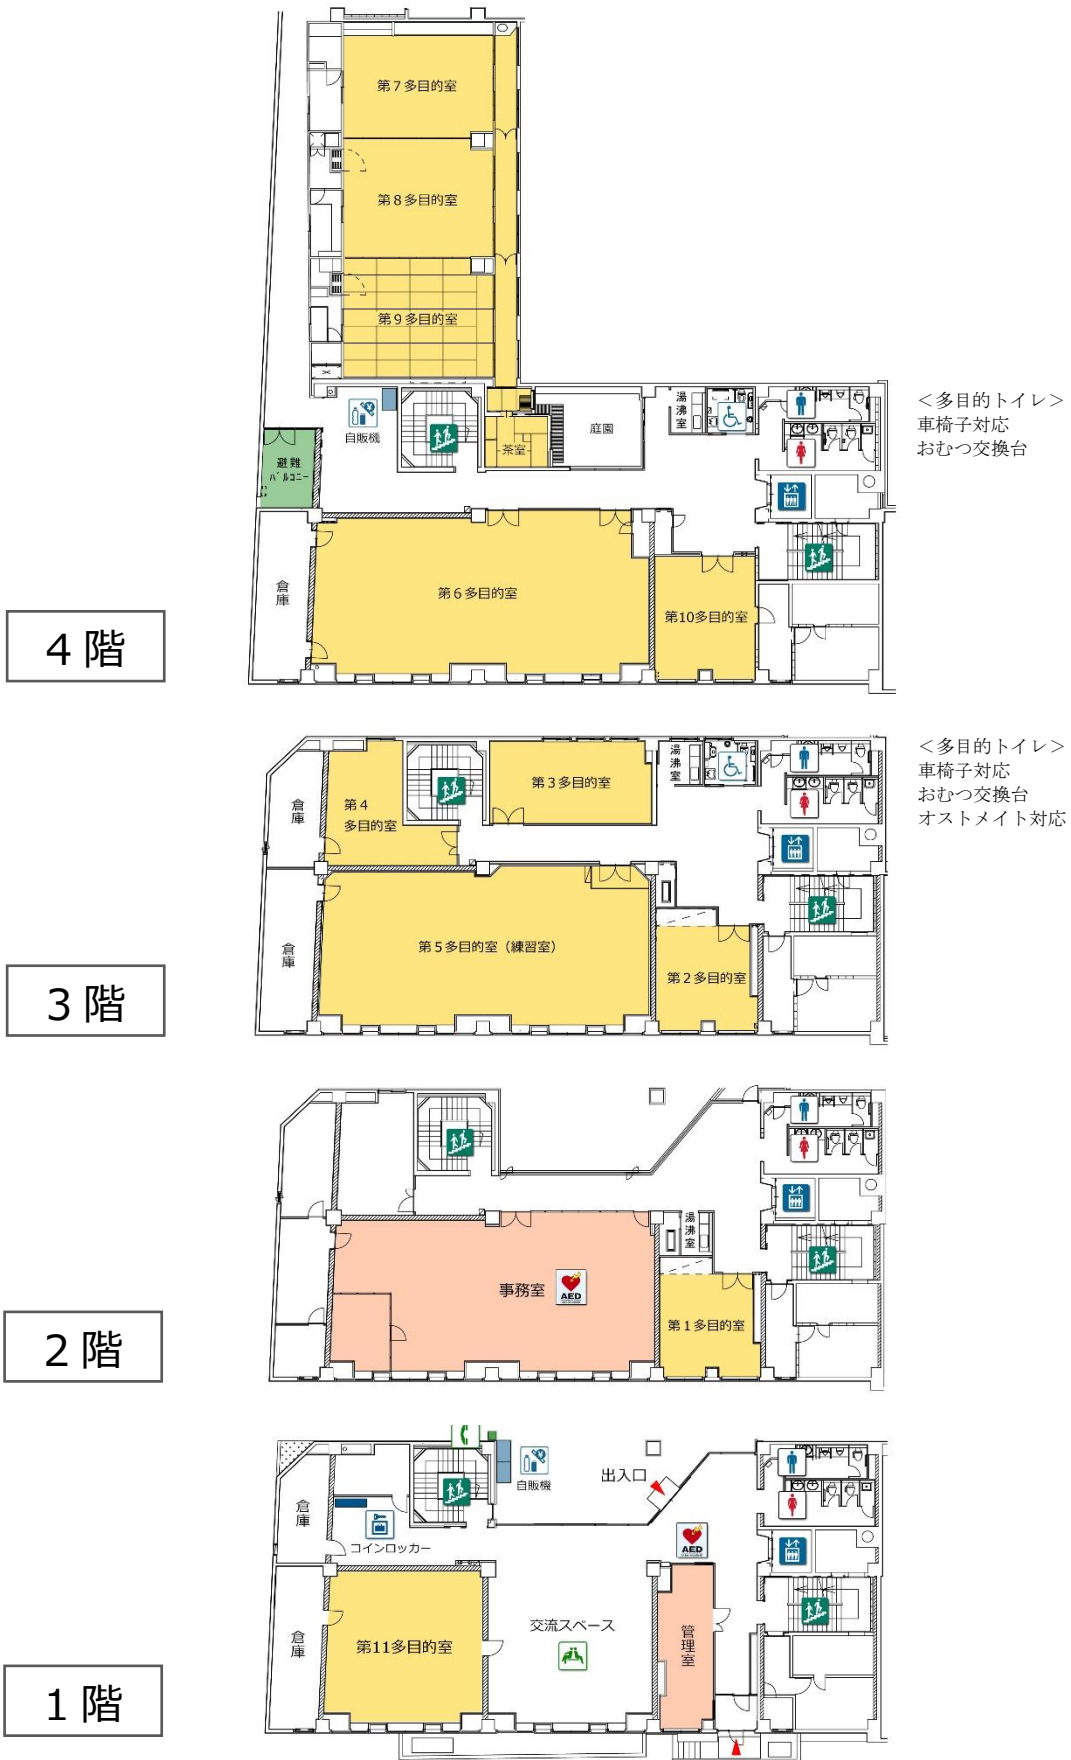 第７多目的室
第８多目的室
第９多目的室
自販機
茶室
庭園
湯沸室
＜多目的トイレ＞
車椅子対応
おむつ交換台
避難
バルコニー
倉庫
第６多目的室
第10多目的室
４階
倉庫
第４
多目的室
第３多目的室
湯沸室
＜多目的トイレ＞
車椅子対応
おむつ交換台
オストメイト対応
倉庫
第５多目的室（練習室）
第２多目的室
３階
湯沸室
事務室
AED
第１多目的室
２階
自販機
出入口
倉庫
コインロッカー
AED
倉庫
第11多目的室
交流スペース
管理室
１階